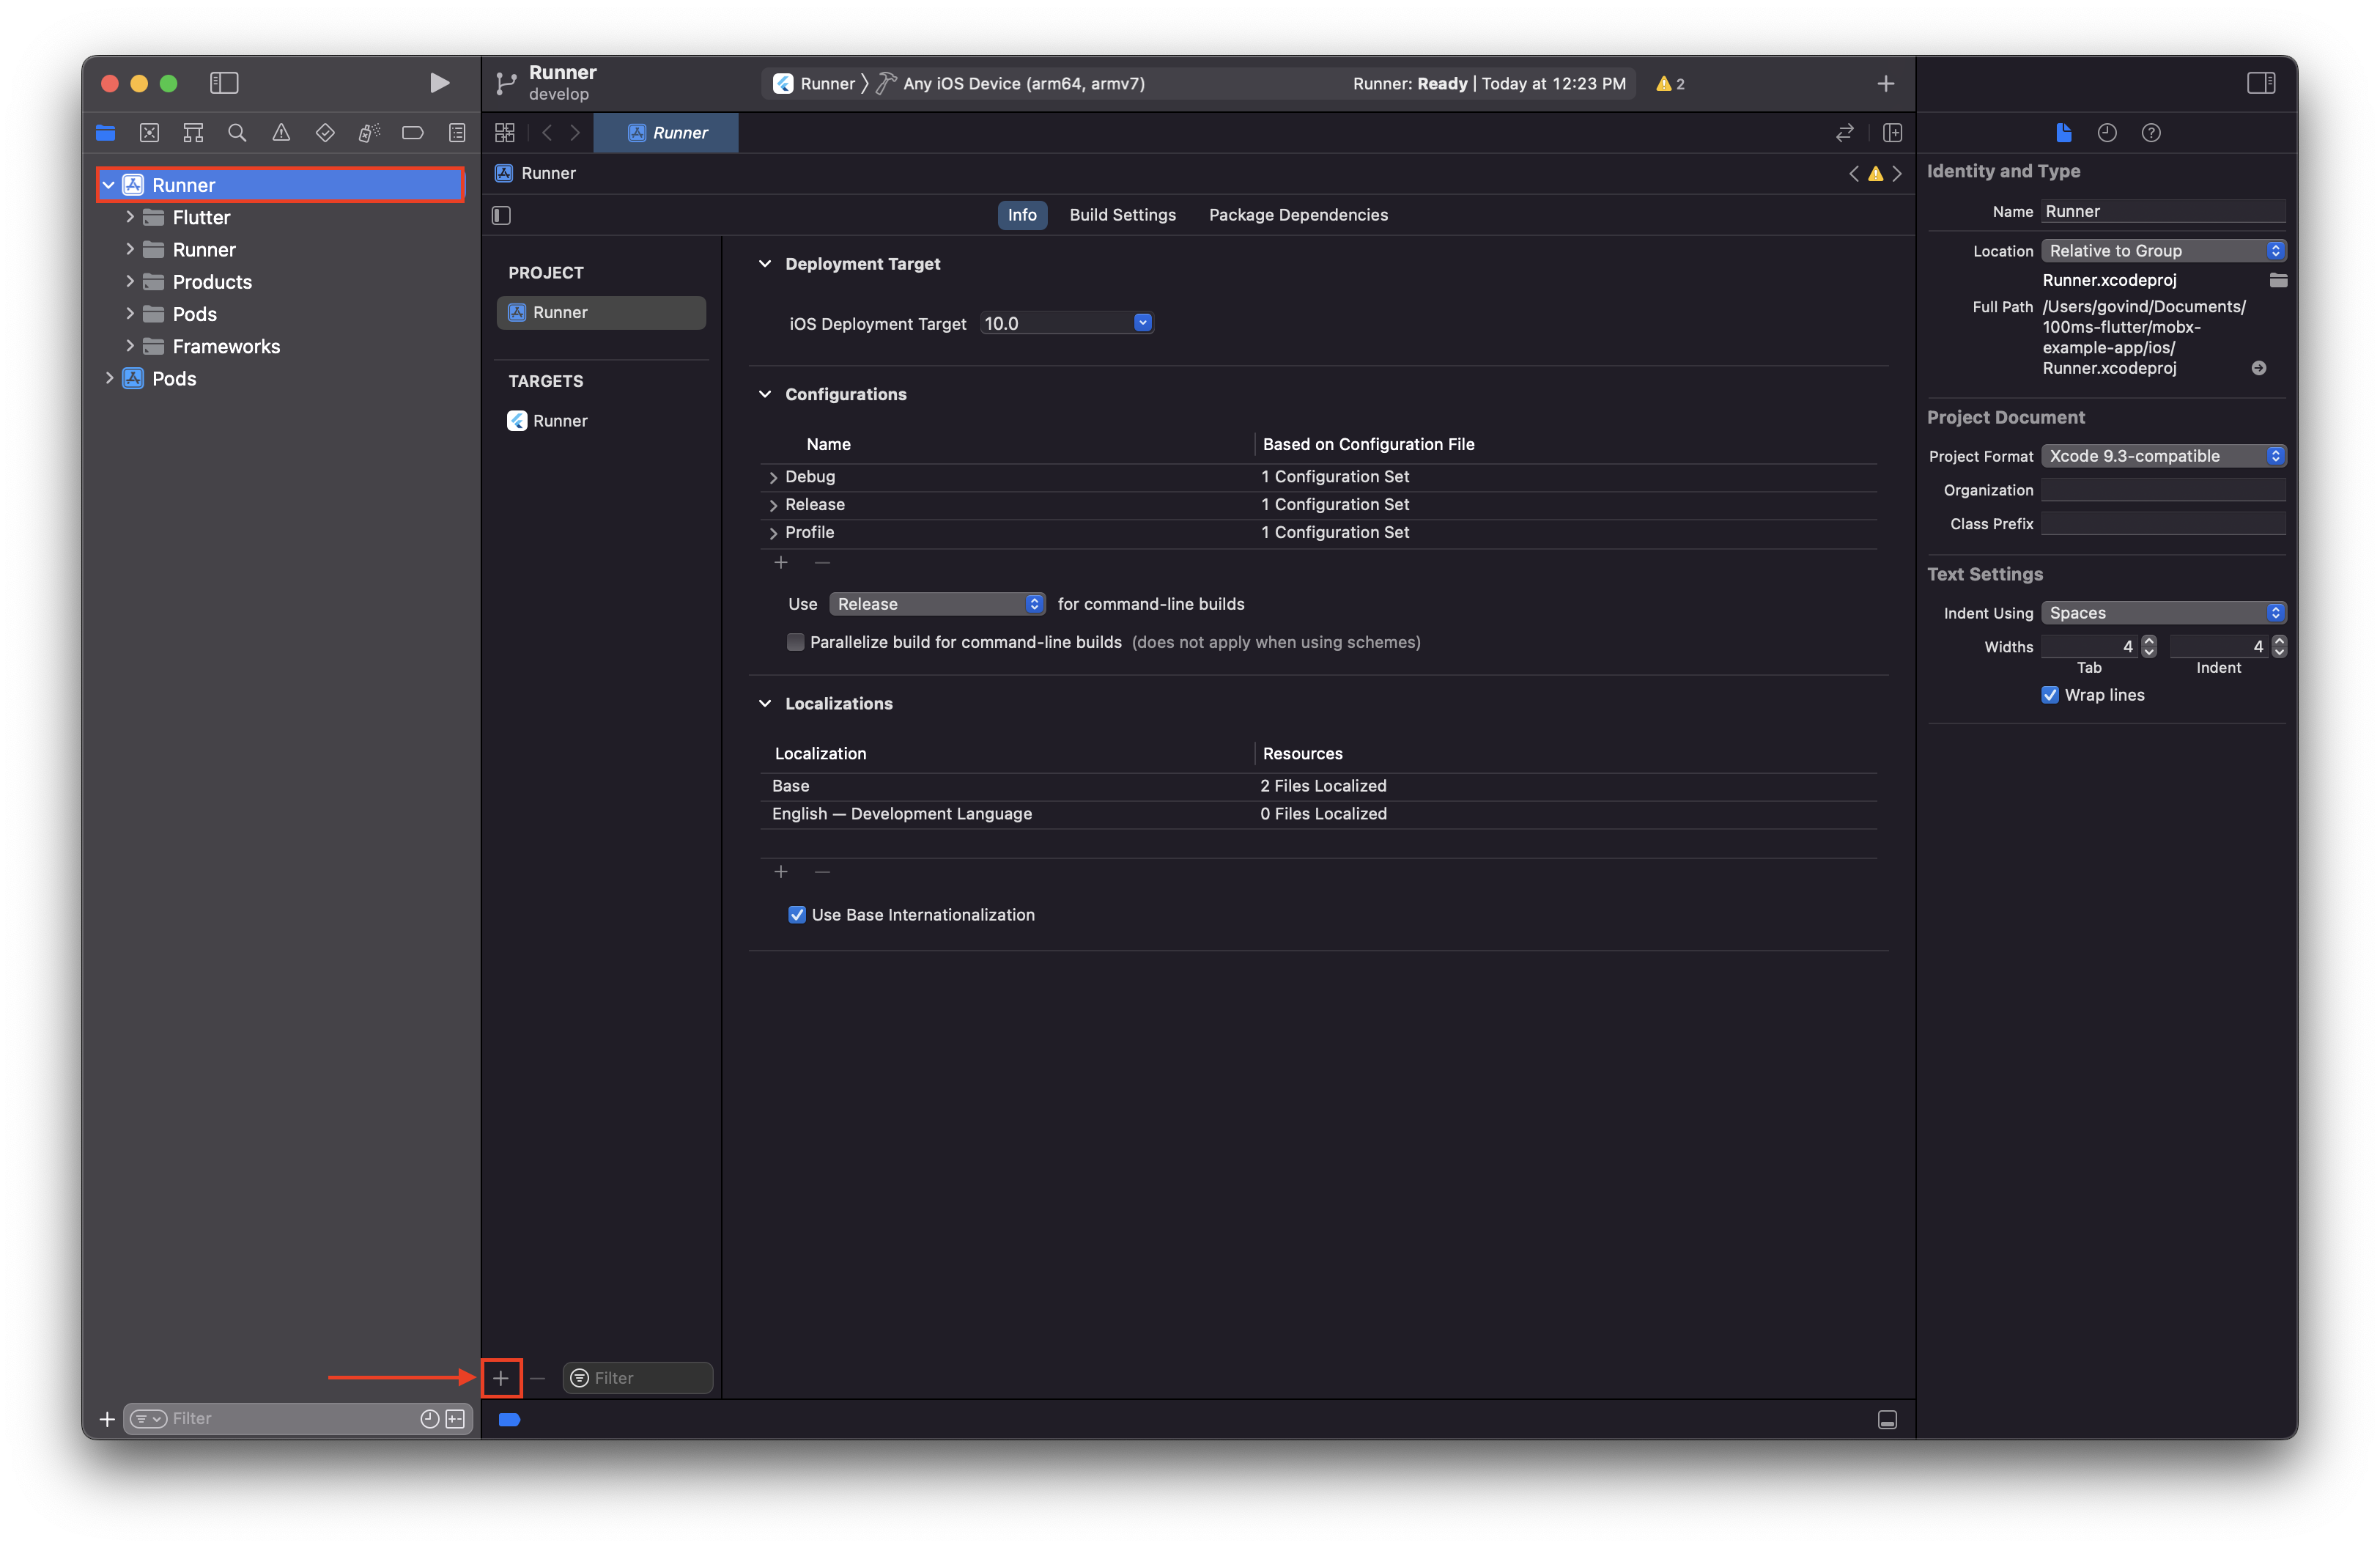 Runner
develop
Runner
Any iOS Device (arm64, armv7)
Runner: Ready | Today at 12:23 PM
2
Runner
Flutter
Runner
Products
Pods
Frameworks
Pods
Filter
Runner
Runner
Info
Build Settings
Package Dependencies
PROJECT
Runner
TARGETS
Runner
Filter
Deployment Target
iOS Deployment Target 10.0
Configurations
Name Based on Configuration File
Debug 1 Configuration Set
Release 1 Configuration Set
Profile 1 Configuration Set
Use Release for command-line builds
Parallelize build for command-line builds (does not apply when using schemes)
Localizations
Localization Resources
Base 2 Files Localized
English — Development Language 0 Files Localized
Use Base Internationalization
Identity and Type
Name Runner
Location Relative to Group
Runner.xcodeproj
Full Path /Users/govind/Documents/
100ms-flutter/mobx-
example-app/ios/
Runner.xcodeproj
Project Document
Project Format Xcode 9.3-compatible
Organization
Class Prefix
Text Settings
Indent Using Spaces
Widths 4 4
Tab Indent
Wrap lines